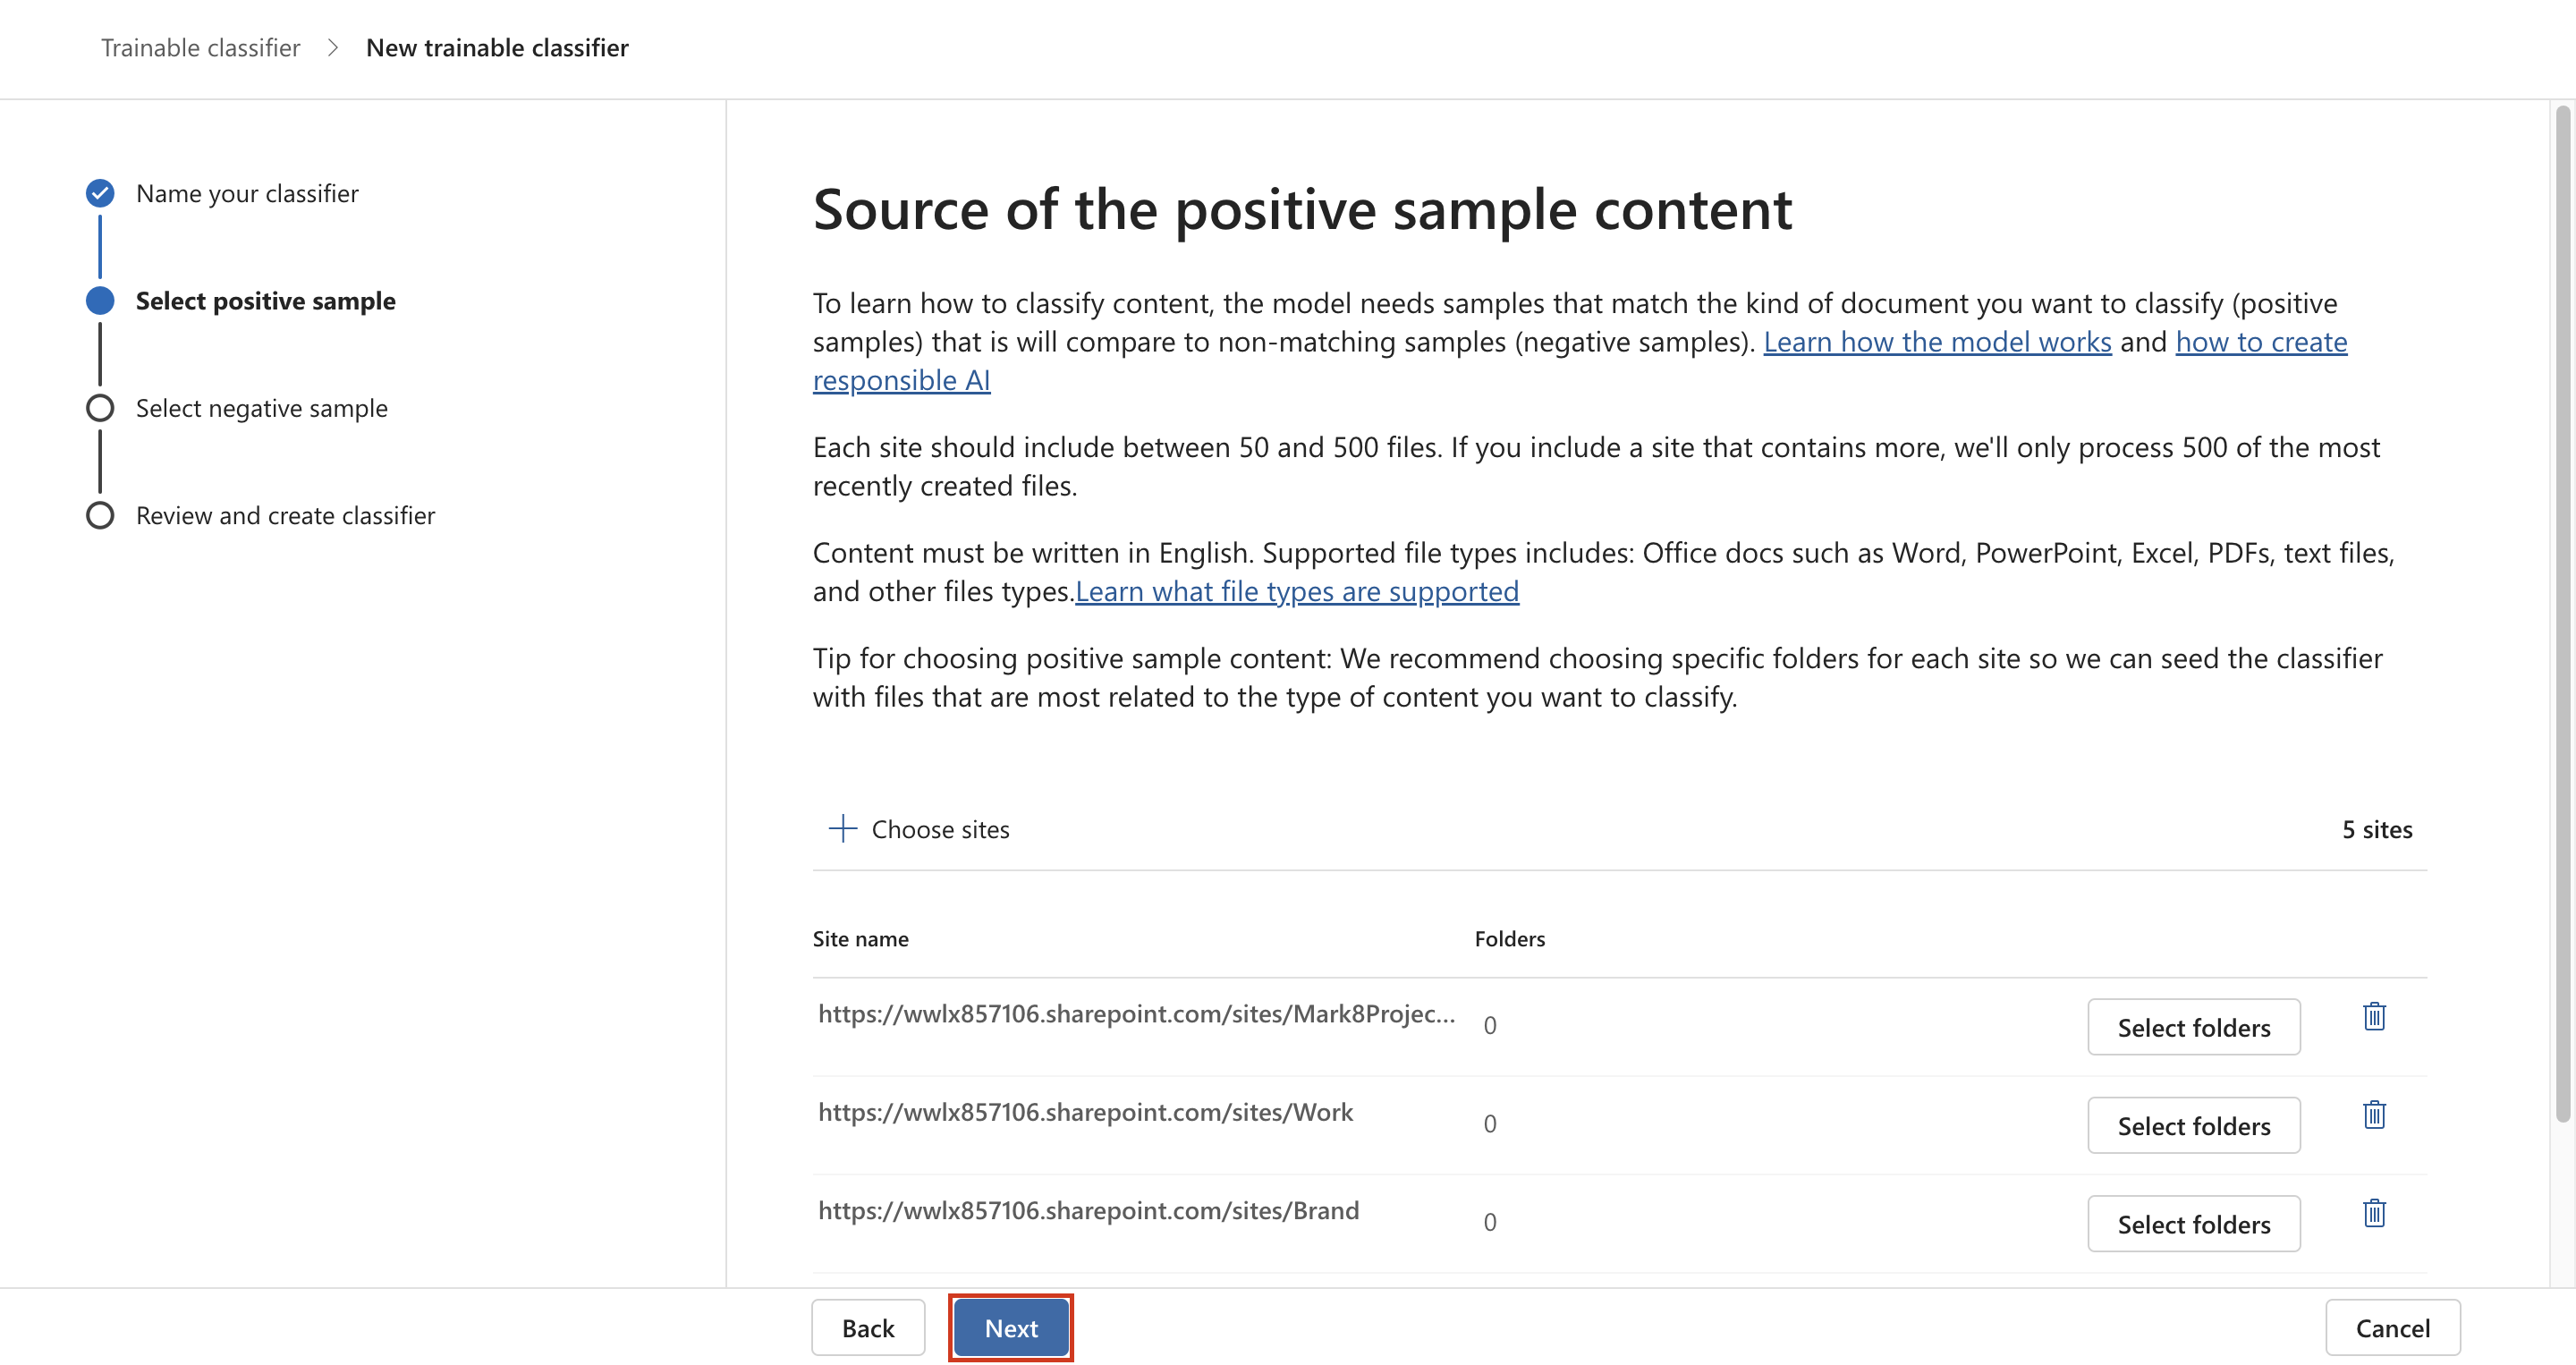 Trainable classifier > New trainable classifier
Name your classifier
Select positive sample
Select negative sample
Review and create classifier
Source of the positive sample content
To learn how to classify content, the model needs samples that match the kind of document you want to classify (positive
samples) that is will compare to non-matching samples (negative samples). Learn how the model works and how to create
responsible AI
Each site should include between 50 and 500 files. If you include a site that contains more, we'll only process 500 of the most
recently created files.
Content must be written in English. Supported file types includes: Office docs such as Word, PowerPoint, Excel, PDFs, text files,
and other files types.Learn what file types are supported
Tip for choosing positive sample content: We recommend choosing specific folders for each site so we can seed the classifier
with files that are most related to the type of content you want to classify.
Choose sites 5 sites
Site name Folders
https://wwlx857106.sharepoint.com/sites/Mark8Projec... 0 Select folders
https://wwlx857106.sharepoint.com/sites/Work 0 Select folders
https://wwlx857106.sharepoint.com/sites/Brand 0 Select folders
Back Next Cancel